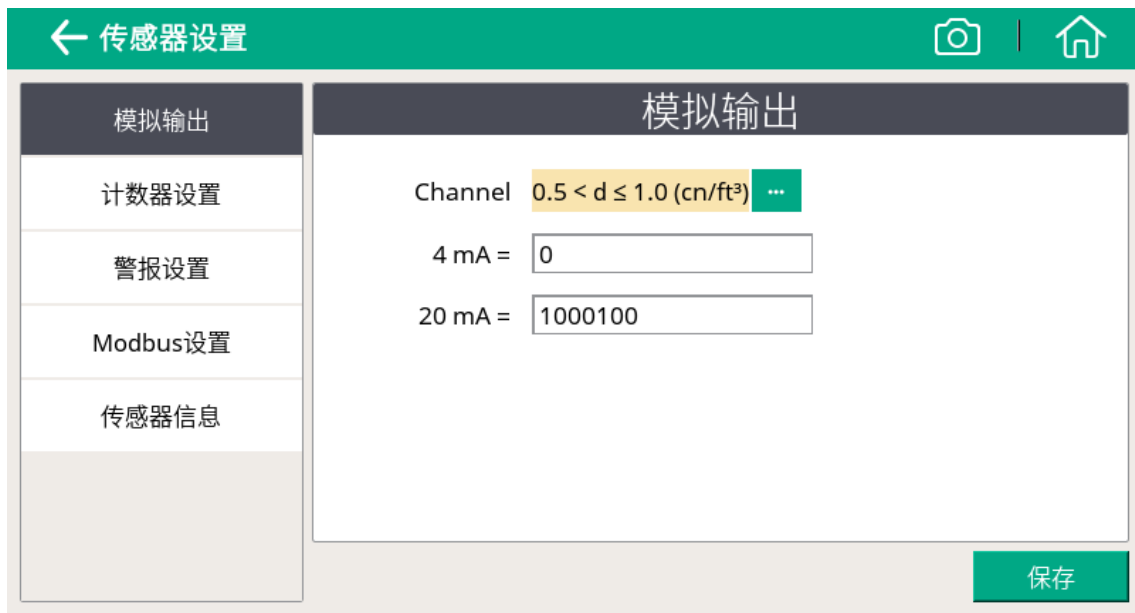 传感器设置
模拟输出
计数器设置
警报设置
Modbus设置
传感器信息
模拟输出
Channel 0.5 < d ≤ 1.0 (cn/ft³) ...
4 mA = 0
20 mA = 1000100
保存